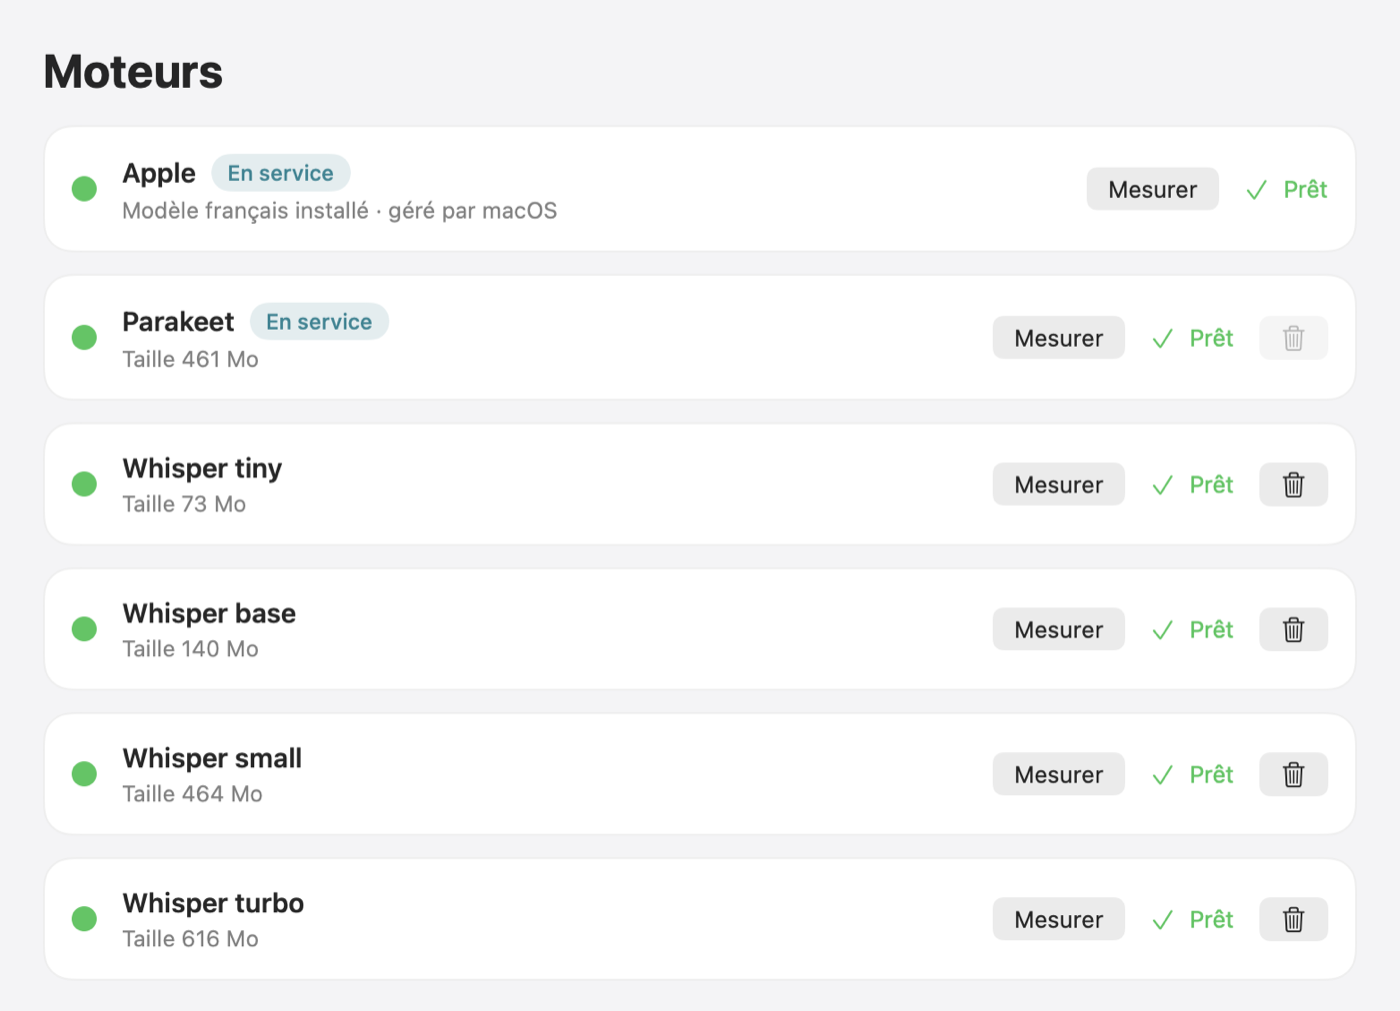 Moteurs
Apple En service
Modèle français installé · géré par macOS
Mesurer ✓ Prêt
Parakeet En service
Taille 461 Mo
Mesurer ✓ Prêt
Whisper tiny
Taille 73 Mo
Mesurer ✓ Prêt
Whisper base
Taille 140 Mo
Mesurer ✓ Prêt
Whisper small
Taille 464 Mo
Mesurer ✓ Prêt
Whisper turbo
Taille 616 Mo
Mesurer ✓ Prêt